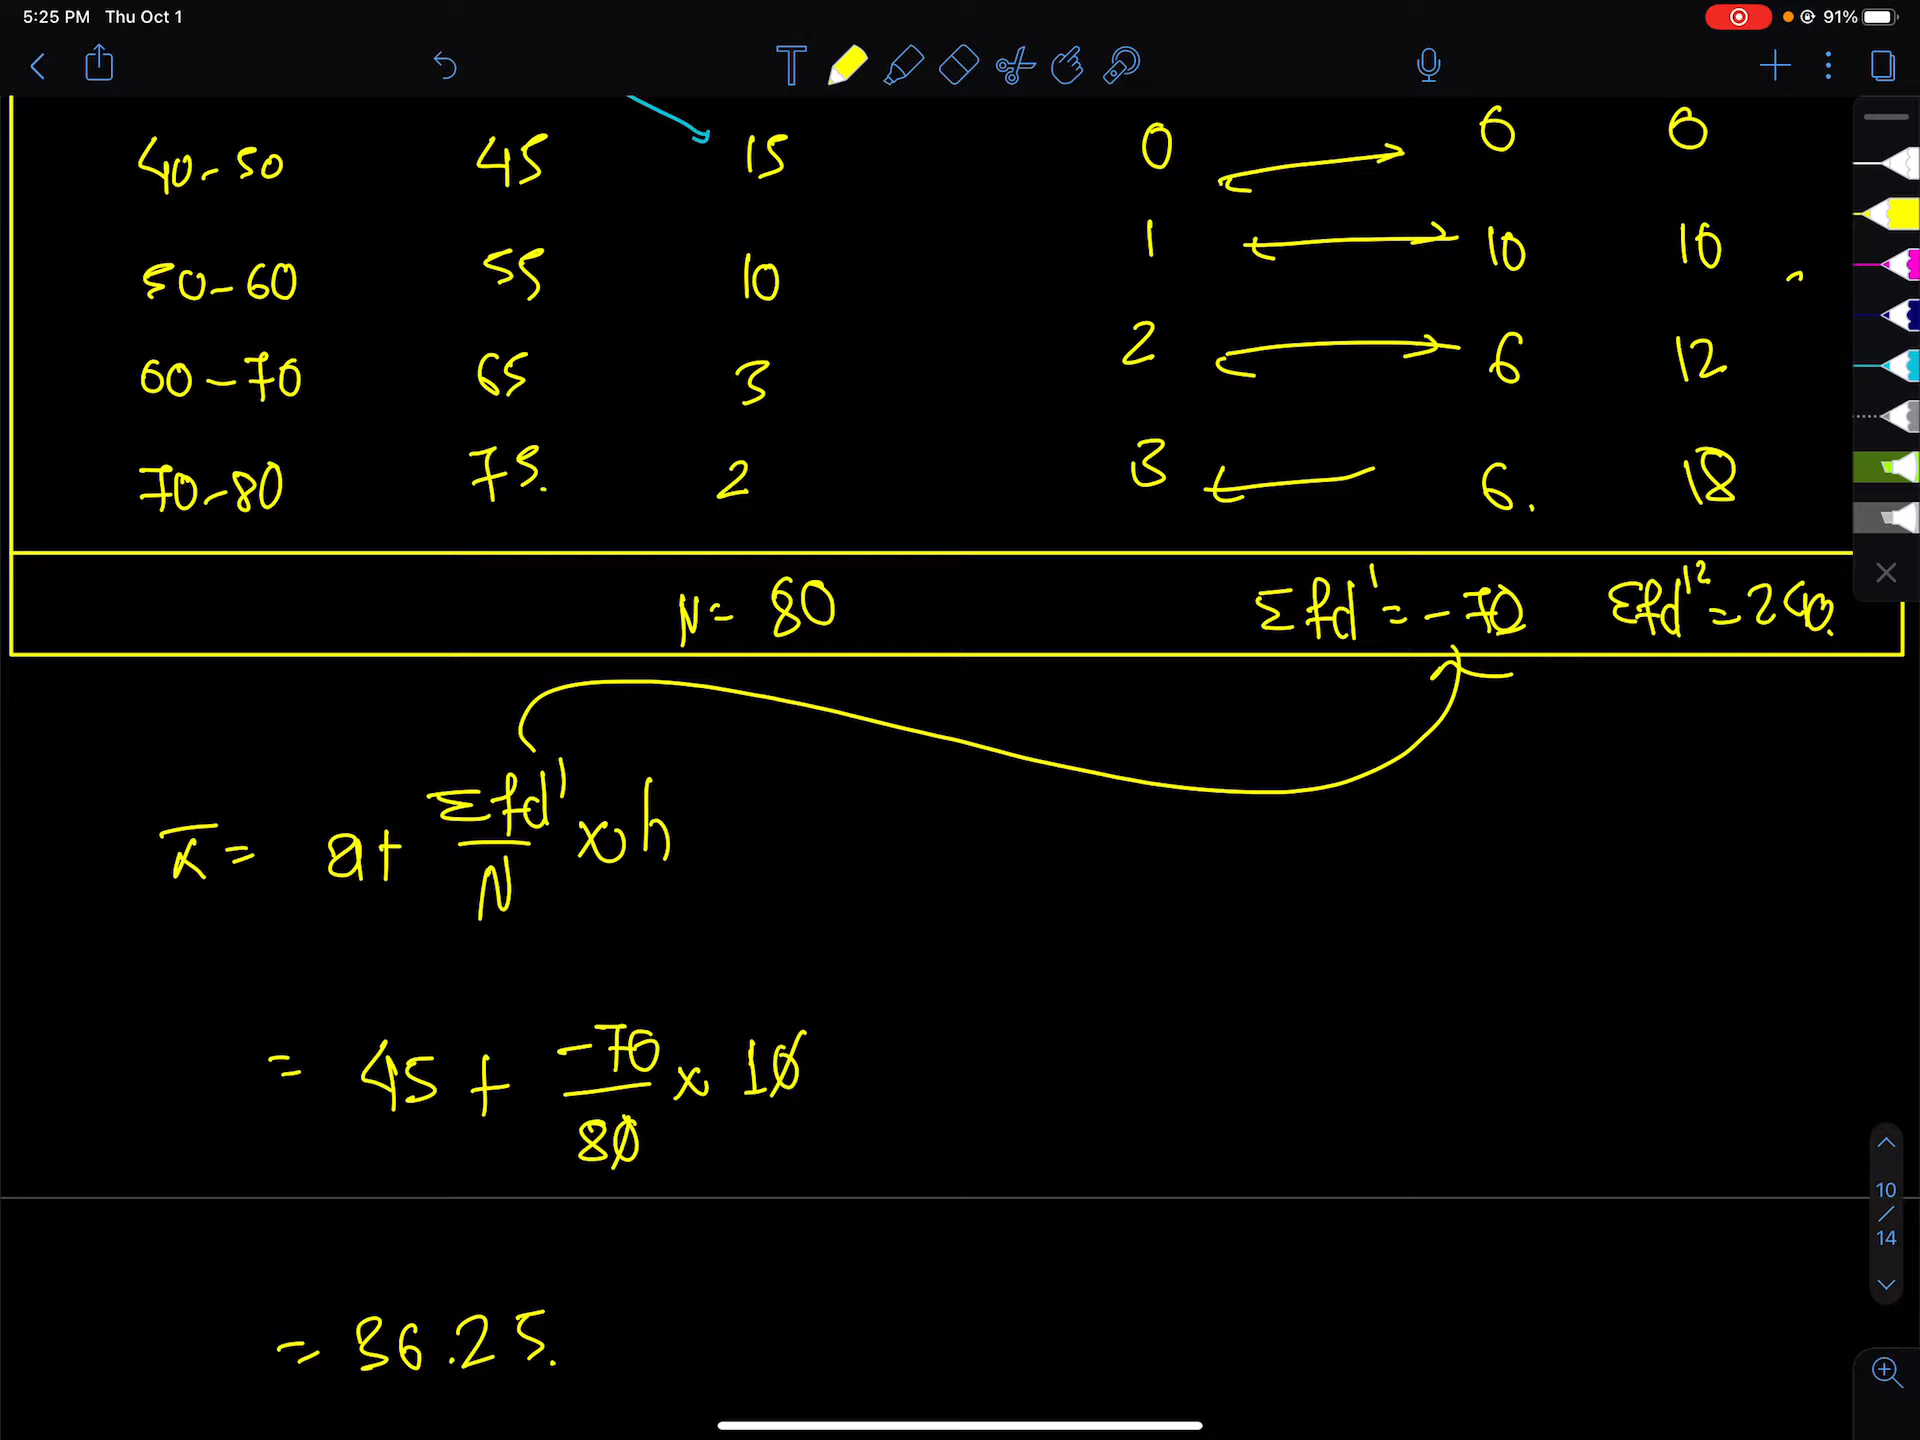 5:25 PM Thu Oct 1 91%
40-50 45 15 0 0 0
50-60 55 10 1 10 10
60-70 65 3 2 6 12
70-80 75. 2 3 6. 18
N= 80 Σfd'= -70 Σfd'²=240.
x̄= a+ Σfd'/N × h
= 45 + -70/80 × 10
= 36.25.
10
/
14